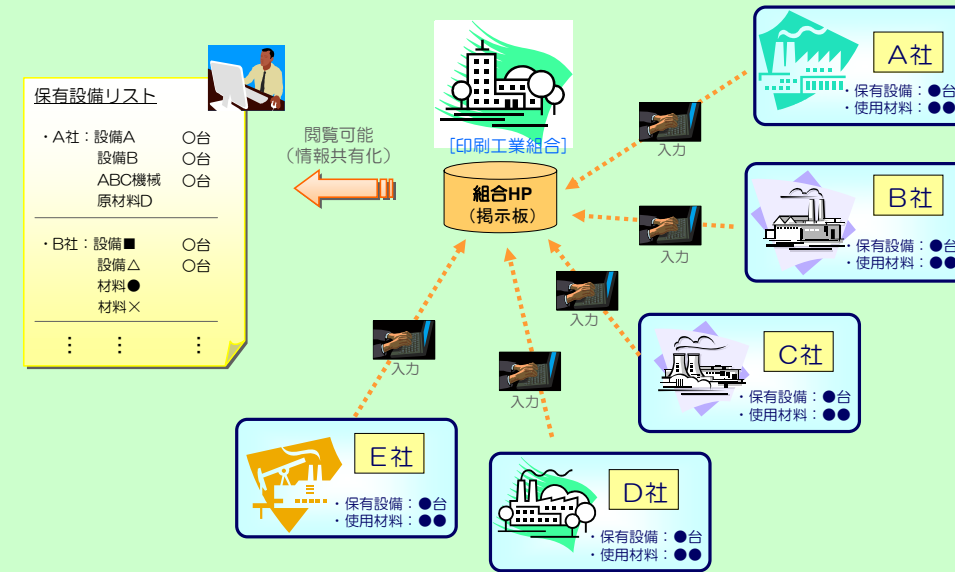 保有設備リスト
・A社：設備A　○台
設備B　○台
ABC機械　○台
原材料D
・B社：設備■　○台
設備△　○台
材料●
材料×
⋮　⋮　⋮
閲覧可能
（情報共有化）
[印刷工業組合]
組合HP
（掲示板）
入力
入力
入力
入力
入力
A社
・保有設備：●台
・使用材料：●●
B社
・保有設備：●台
・使用材料：●●
C社
・保有設備：●台
・使用材料：●●
D社
・保有設備：●台
・使用材料：●●
E社
・保有設備：●台
・使用材料：●●